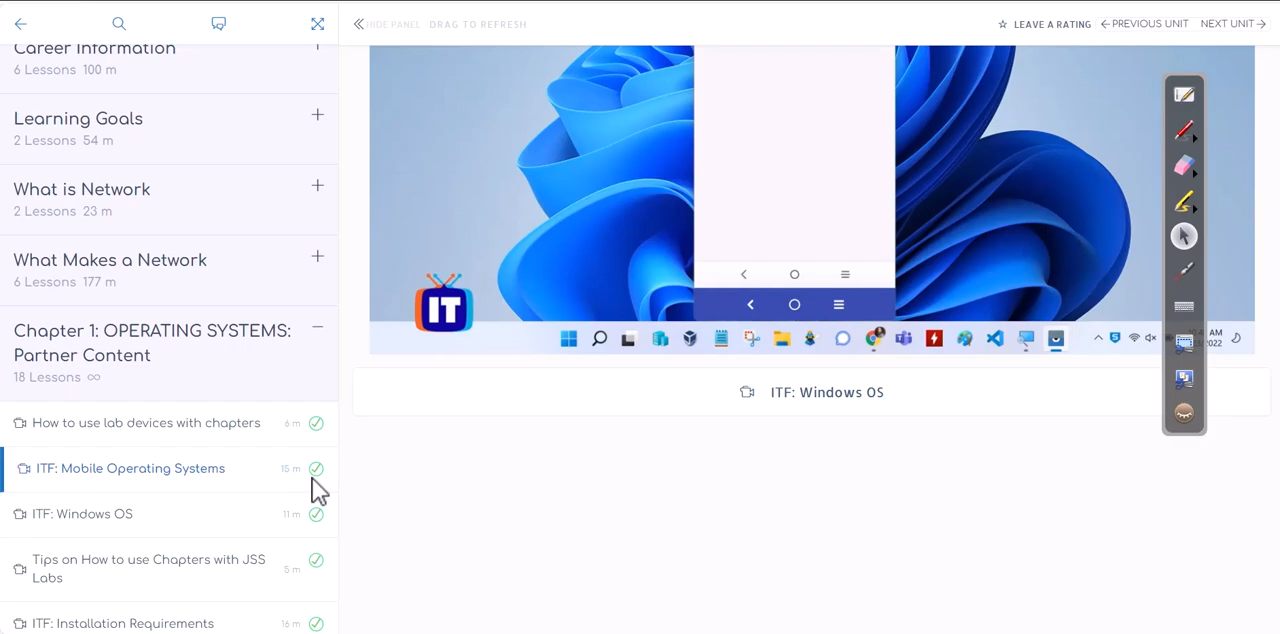 HIDE PANEL DRAG TO REFRESH
LEAVE A RATING PREVIOUS UNIT NEXT UNIT
Career Information
6 Lessons 100 m
Learning Goals
2 Lessons 54 m
What is Network
2 Lessons 23 m
What Makes a Network
6 Lessons 177 m
Chapter 1: OPERATING SYSTEMS:
Partner Content
18 Lessons ∞
How to use lab devices with chapters 6 m
ITF: Mobile Operating Systems 15 m
ITF: Windows OS 11 m
Tips on How to use Chapters with JSS
Labs 5 m
ITF: Installation Requirements 16 m
IT
AM
2022
ITF: Windows OS